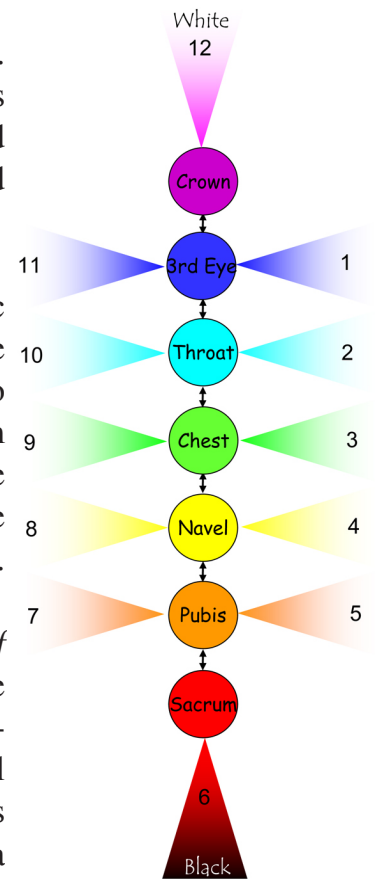 White
12
Crown
11 3rd Eye 1
10 Throat 2
9 Chest 3
8 Navel 4
7 Pubis 5
Sacrum
6
Black